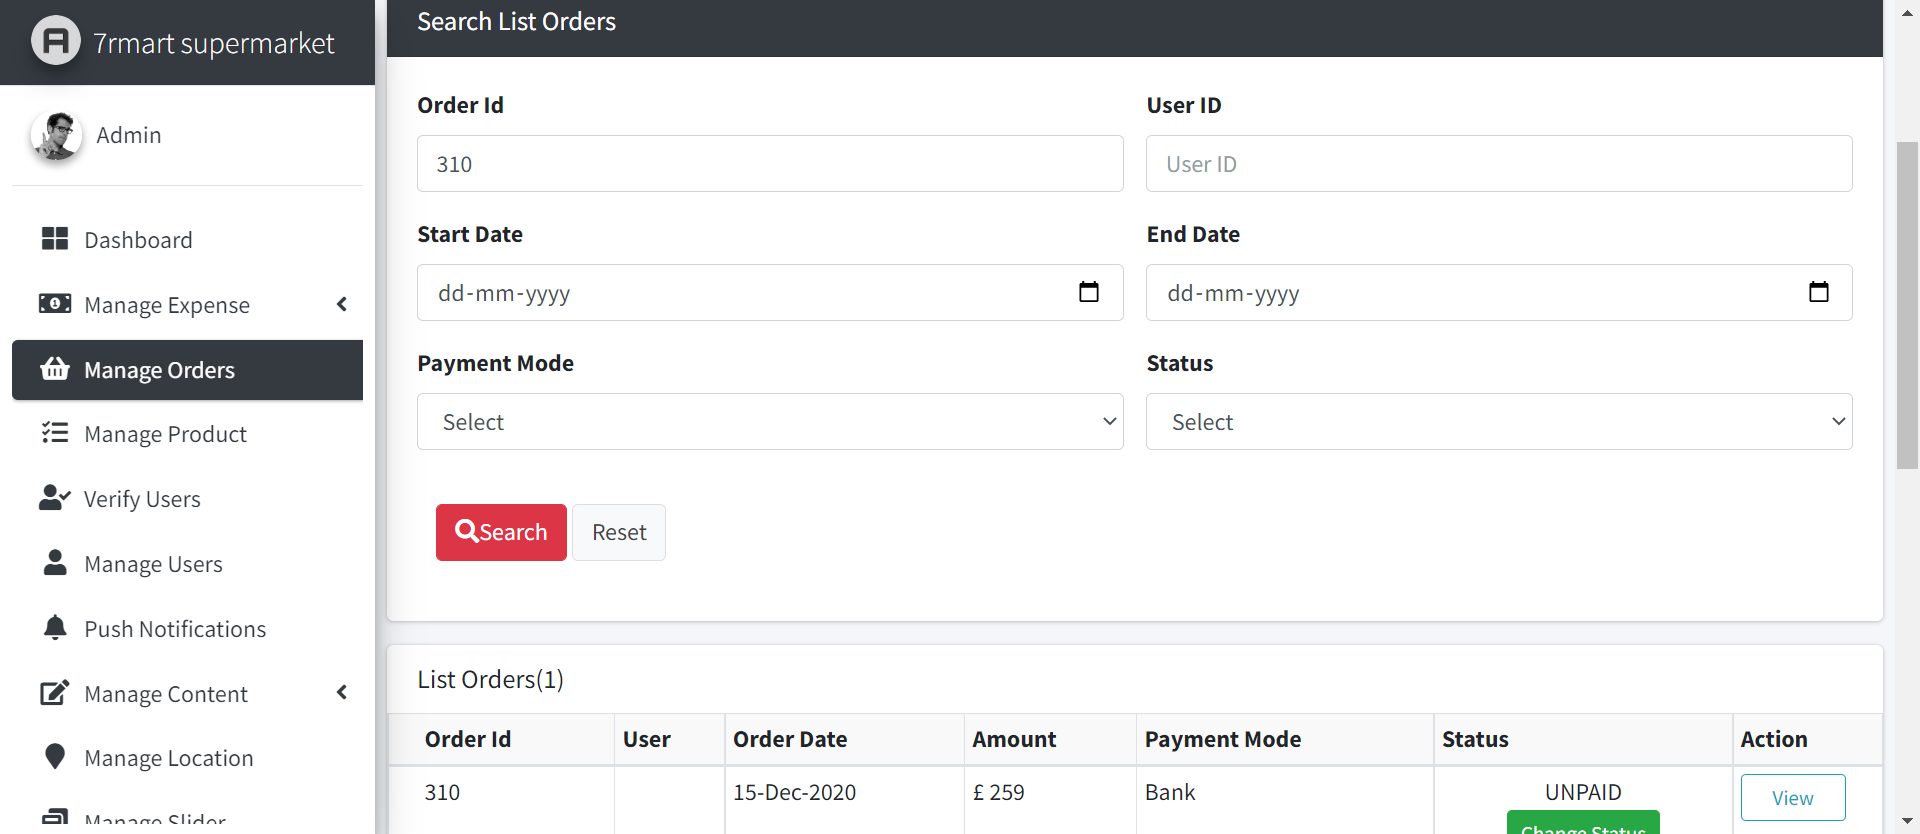 7rmart supermarket
Admin
Dashboard
Manage Expense
Manage Orders
Manage Product
Verify Users
Manage Users
Push Notifications
Manage Content
Manage Location
Manage Slider
Search List Orders
Order Id
User ID
310
User ID
Start Date
End Date
dd-mm-yyyy
dd-mm-yyyy
Payment Mode
Status
Select
Select
Search
Reset
List Orders(1)
Order Id User Order Date Amount Payment Mode Status Action
310 15-Dec-2020 £ 259 Bank UNPAID View
Change Status